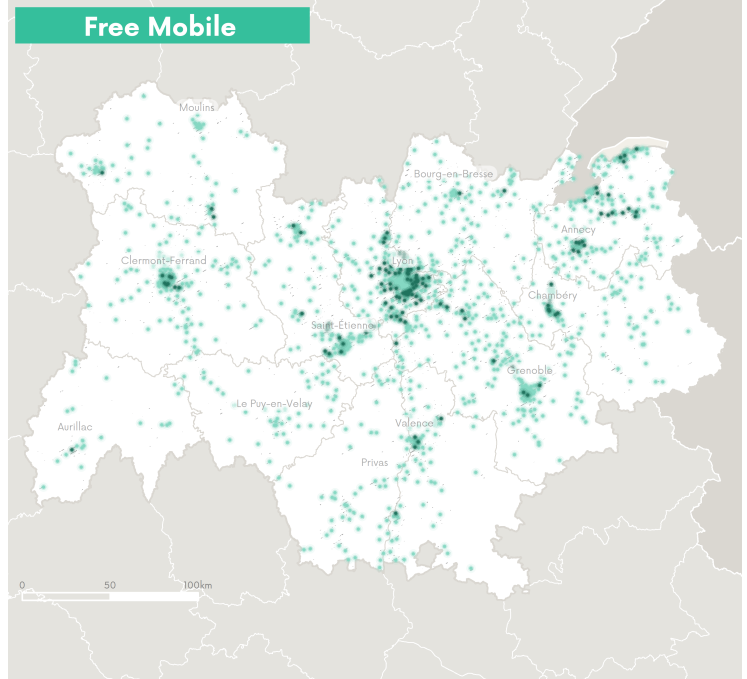 Free Mobile
Moulins
Bourg-en-Bresse
Annecy
Clermont-Ferrand
Lyon
Chambéry
Saint-Étienne
Grenoble
Le Puy-en-Velay
Aurillac
Valence
Privas
0 50 100km